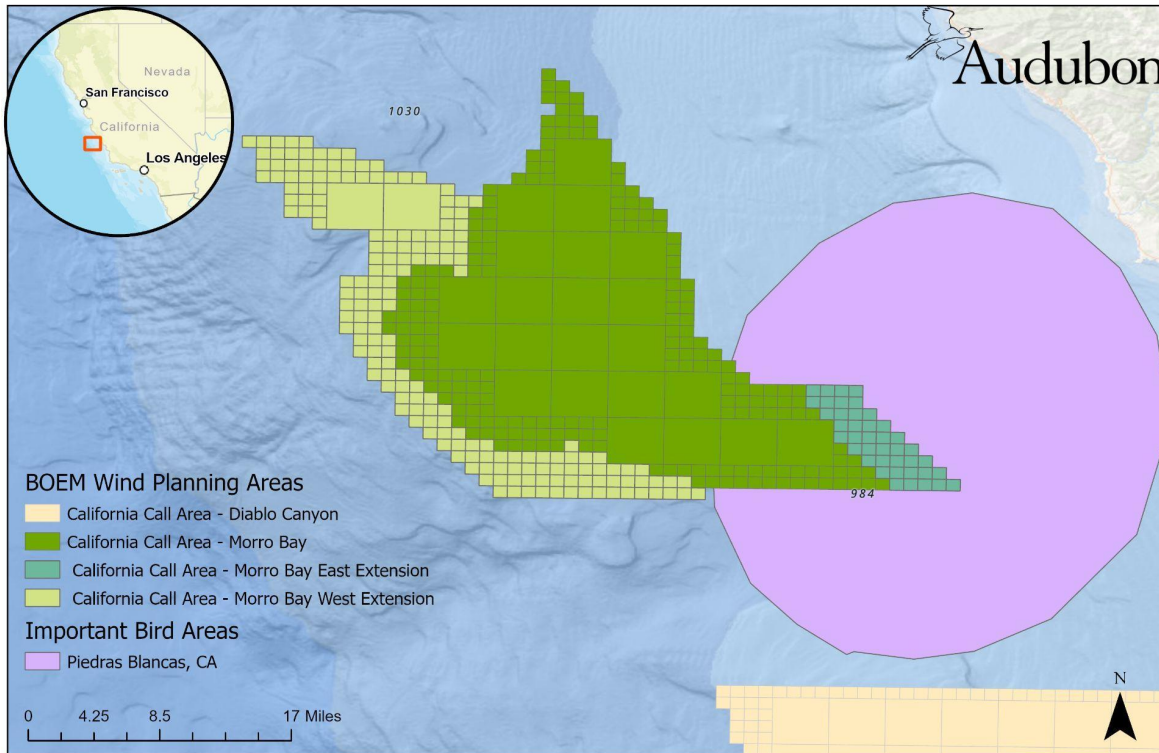 Nevada
San Francisco
California
Los Angeles
1030
Audubon
BOEM Wind Planning Areas
California Call Area - Diablo Canyon
California Call Area - Morro Bay
984
California Call Area - Morro Bay East Extension
California Call Area - Morro Bay West Extension
Important Bird Areas
Piedras Blancas, CA
N
0 4.25 8.5 17 Miles